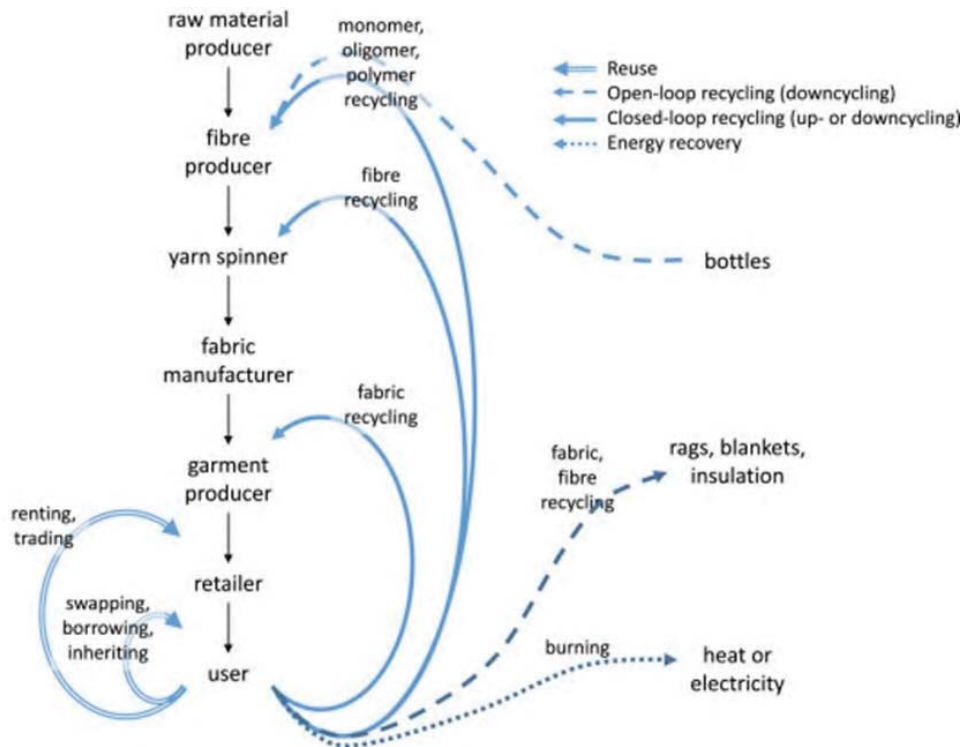 raw material
producer
monomer,
oligomer,
polymer
recycling
Reuse
Open-loop recycling (downcycling)
Closed-loop recycling (up- or downcycling)
Energy recovery
fibre
producer
fibre
recycling
yarn spinner
bottles
fabric
manufacturer
fabric
recycling
garment
producer
fabric,
fibre
recycling
rags, blankets,
insulation
renting,
trading
retailer
swapping,
borrowing,
inheriting
user
burning
heat or
electricity